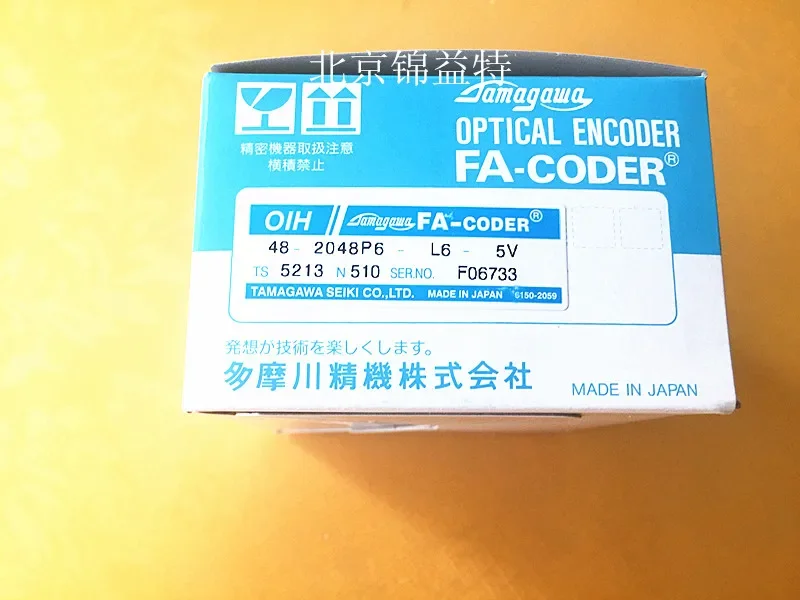 北京锦益特
Tamagawa
OPTICAL ENCODER
FA-CODER®
精密機器取扱注意
横積禁止
OIH // Tamagawa FA-CODER®
48 - 2048P6 - L6 - 5V
TS 5213 N 510 SER.NO. F06733
TAMAGAWA SEIKI CO.,LTD. MADE IN JAPAN 6150-2059
発想が技術を楽しくします。
多摩川精機株式会社
MADE IN JAPAN